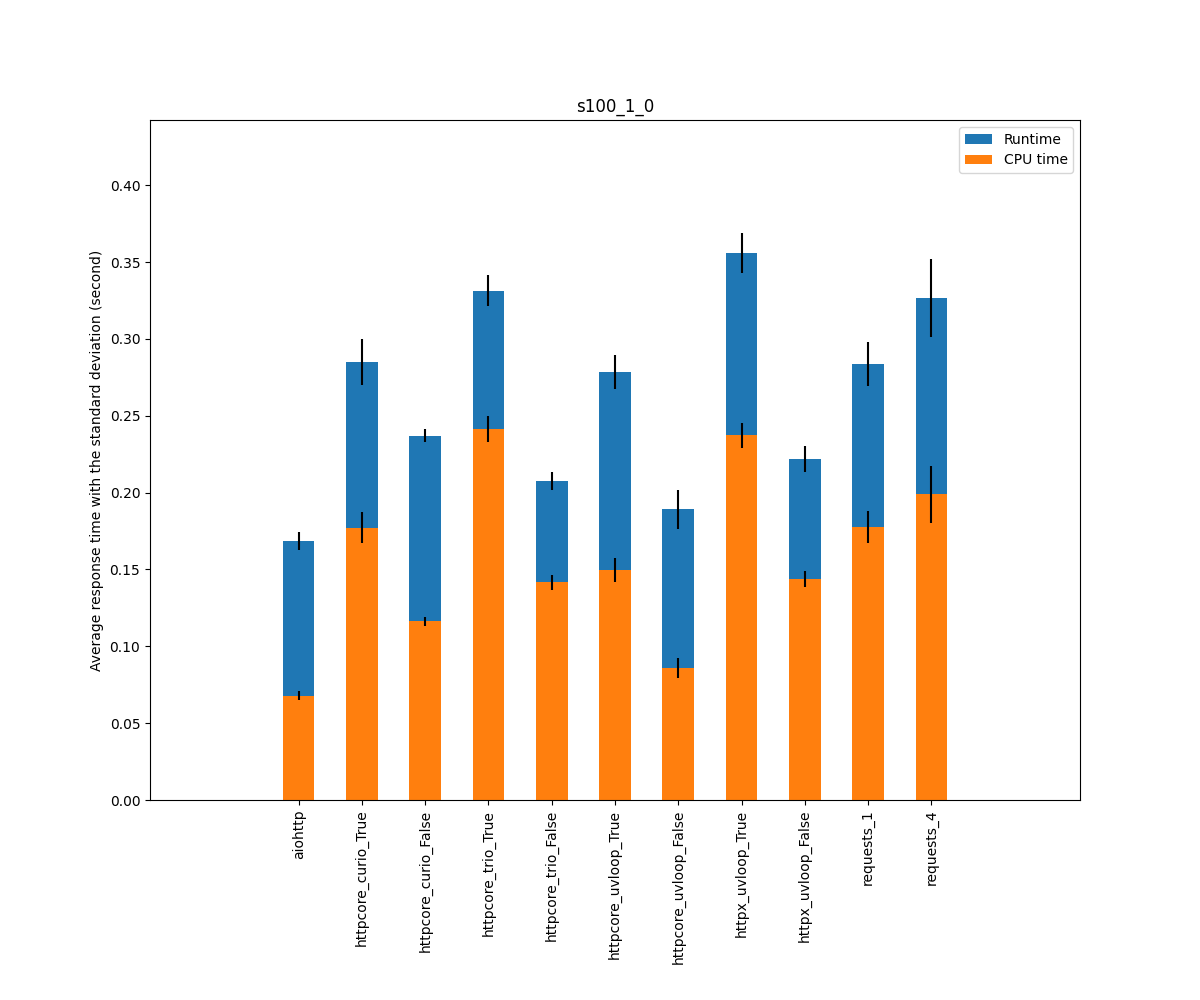 s100_1_0
Runtime
CPU time
Average response time with the standard deviation (second)
0.40
0.35
0.30
0.25
0.20
0.15
0.10
0.05
0.00
aiohttp
httpcore_curio_True
httpcore_curio_False
httpcore_trio_True
httpcore_trio_False
httpcore_uvloop_True
httpcore_uvloop_False
httpx_uvloop_True
httpx_uvloop_False
requests_1
requests_4